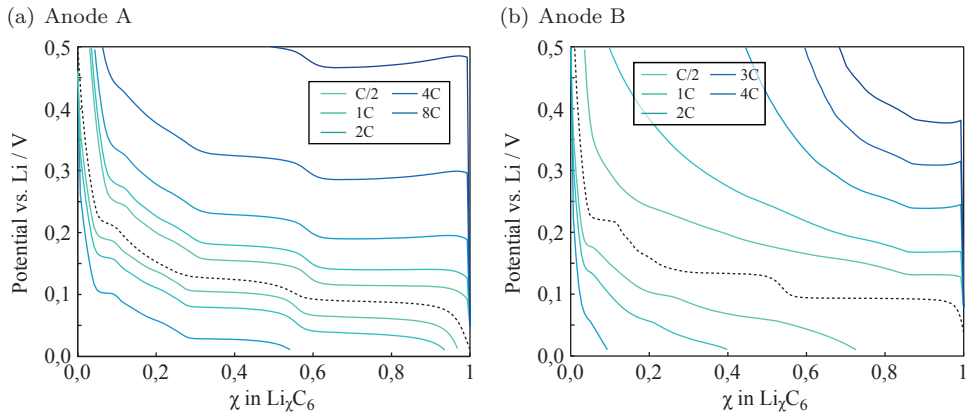 (a) Anode A
Potential vs. Li / V
0,5
0,4
0,3
0,2
0,1
0,0
C/2 4C
1C 8C
2C
0,0 0,2 0,4 0,6 0,8 1
χ in LiχC6
(b) Anode B
Potential vs. Li / V
0,5
0,4
0,3
0,2
0,1
0,0
C/2 3C
1C 4C
2C
0,0 0,2 0,4 0,6 0,8 1
χ in LiχC6